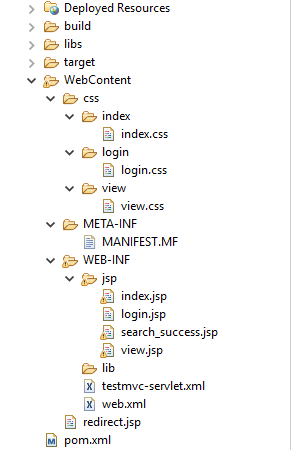 Deployed Resources
build
libs
target
WebContent
css
index
index.css
login
login.css
view
view.css
META-INF
MANIFEST.MF
WEB-INF
jsp
index.jsp
login.jsp
search_success.jsp
view.jsp
lib
testmvc-servlet.xml
web.xml
redirect.jsp
pom.xml